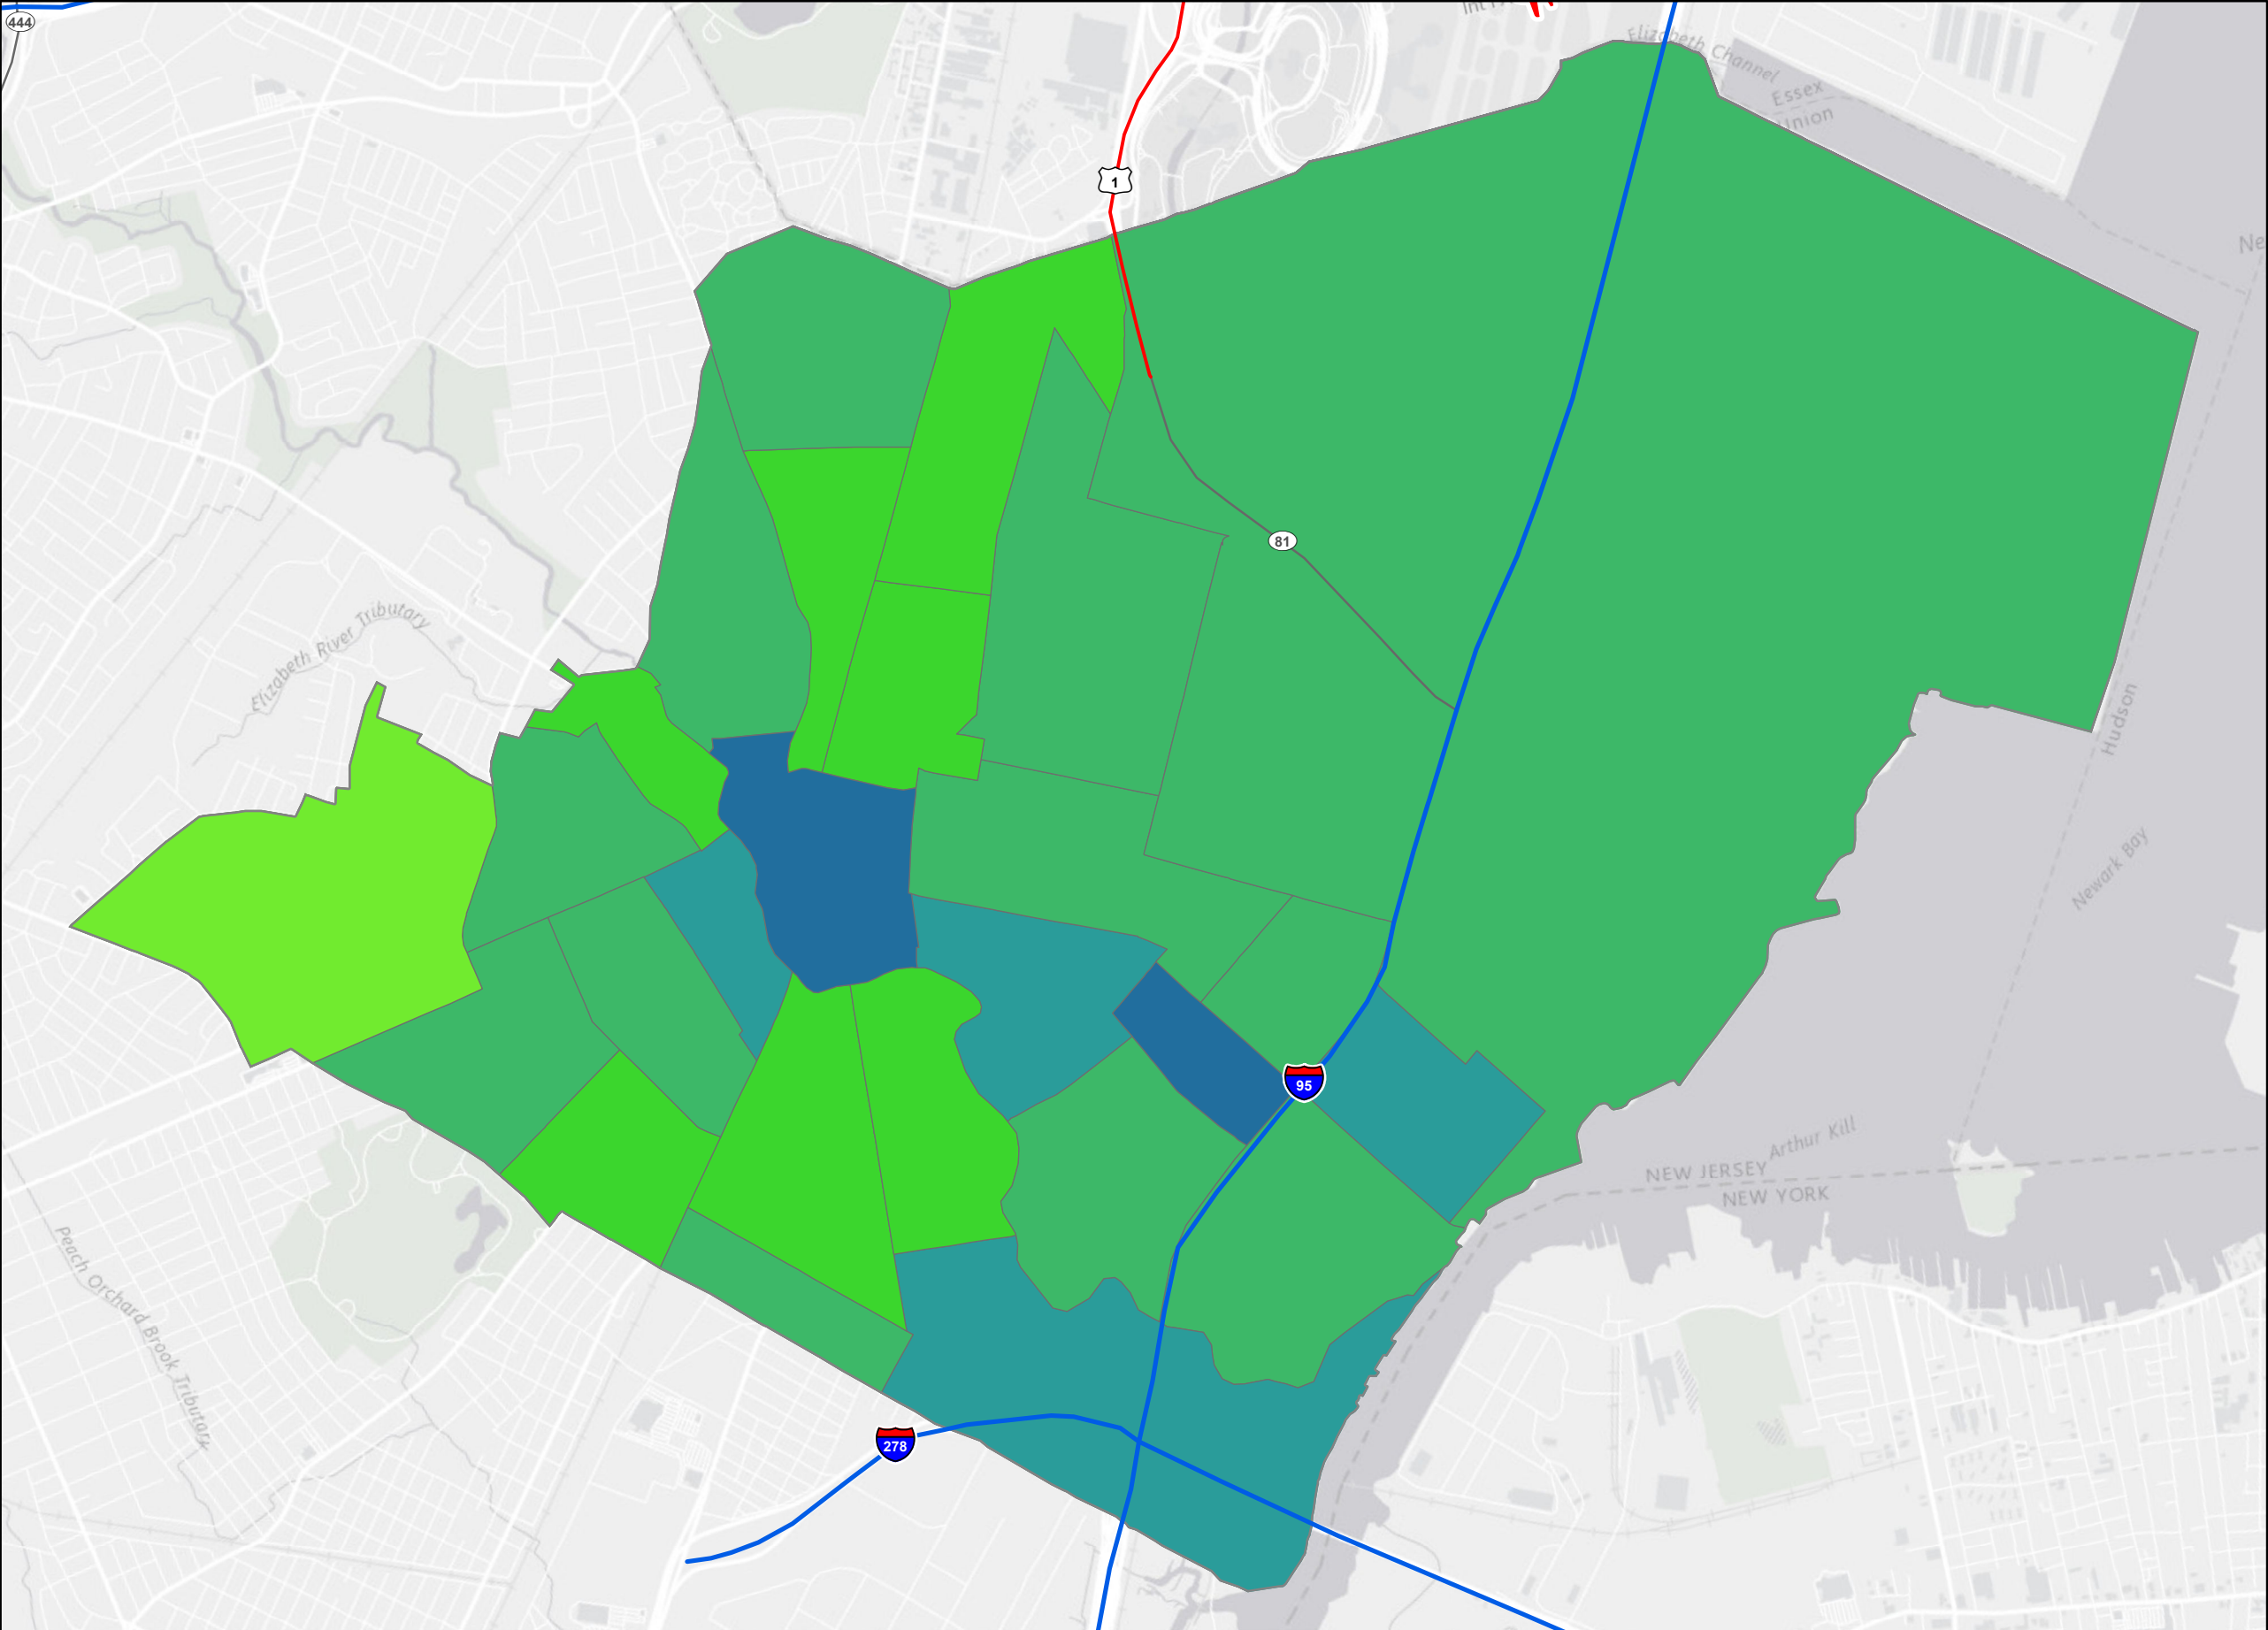 444
Elizabeth Channel
Essex
Union
1
81
Elizabeth River Tributary
Hudson
Newark Bay
95
Arthur Kill
NEW JERSEY
NEW YORK
Peach Orchard Brook Tributary
278